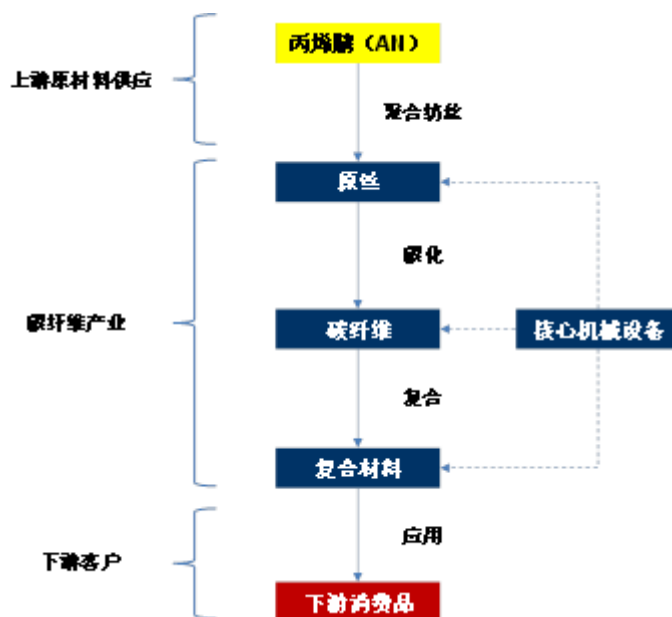 丙烯腈（AN）
上游原材料供应
聚合纺丝
原丝
碳化
碳纤维产业
碳纤维
核心机械设备
复合
复合材料
应用
下游客户
下游消费品